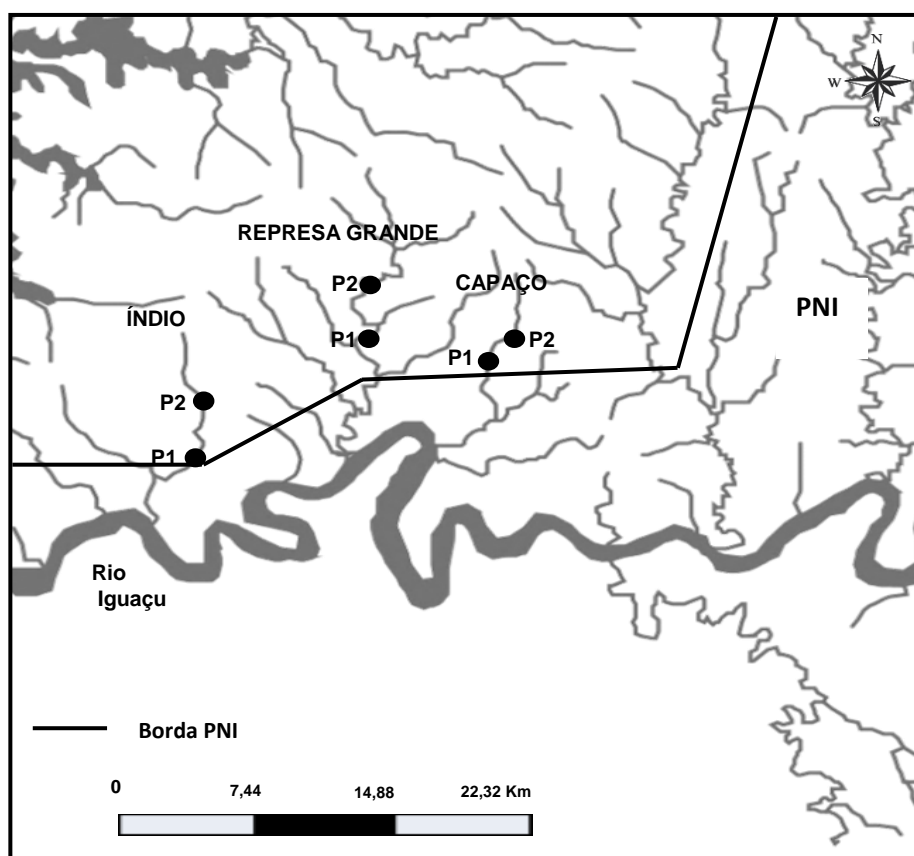 N
W
S
REPRESA GRANDE
P2
CAPAÇO
PNI
ÍNDIO
P1
P2
P1
P2
P1
Rio
Iguaçu
Borda PNI
0 7,44 14,88 22,32 Km